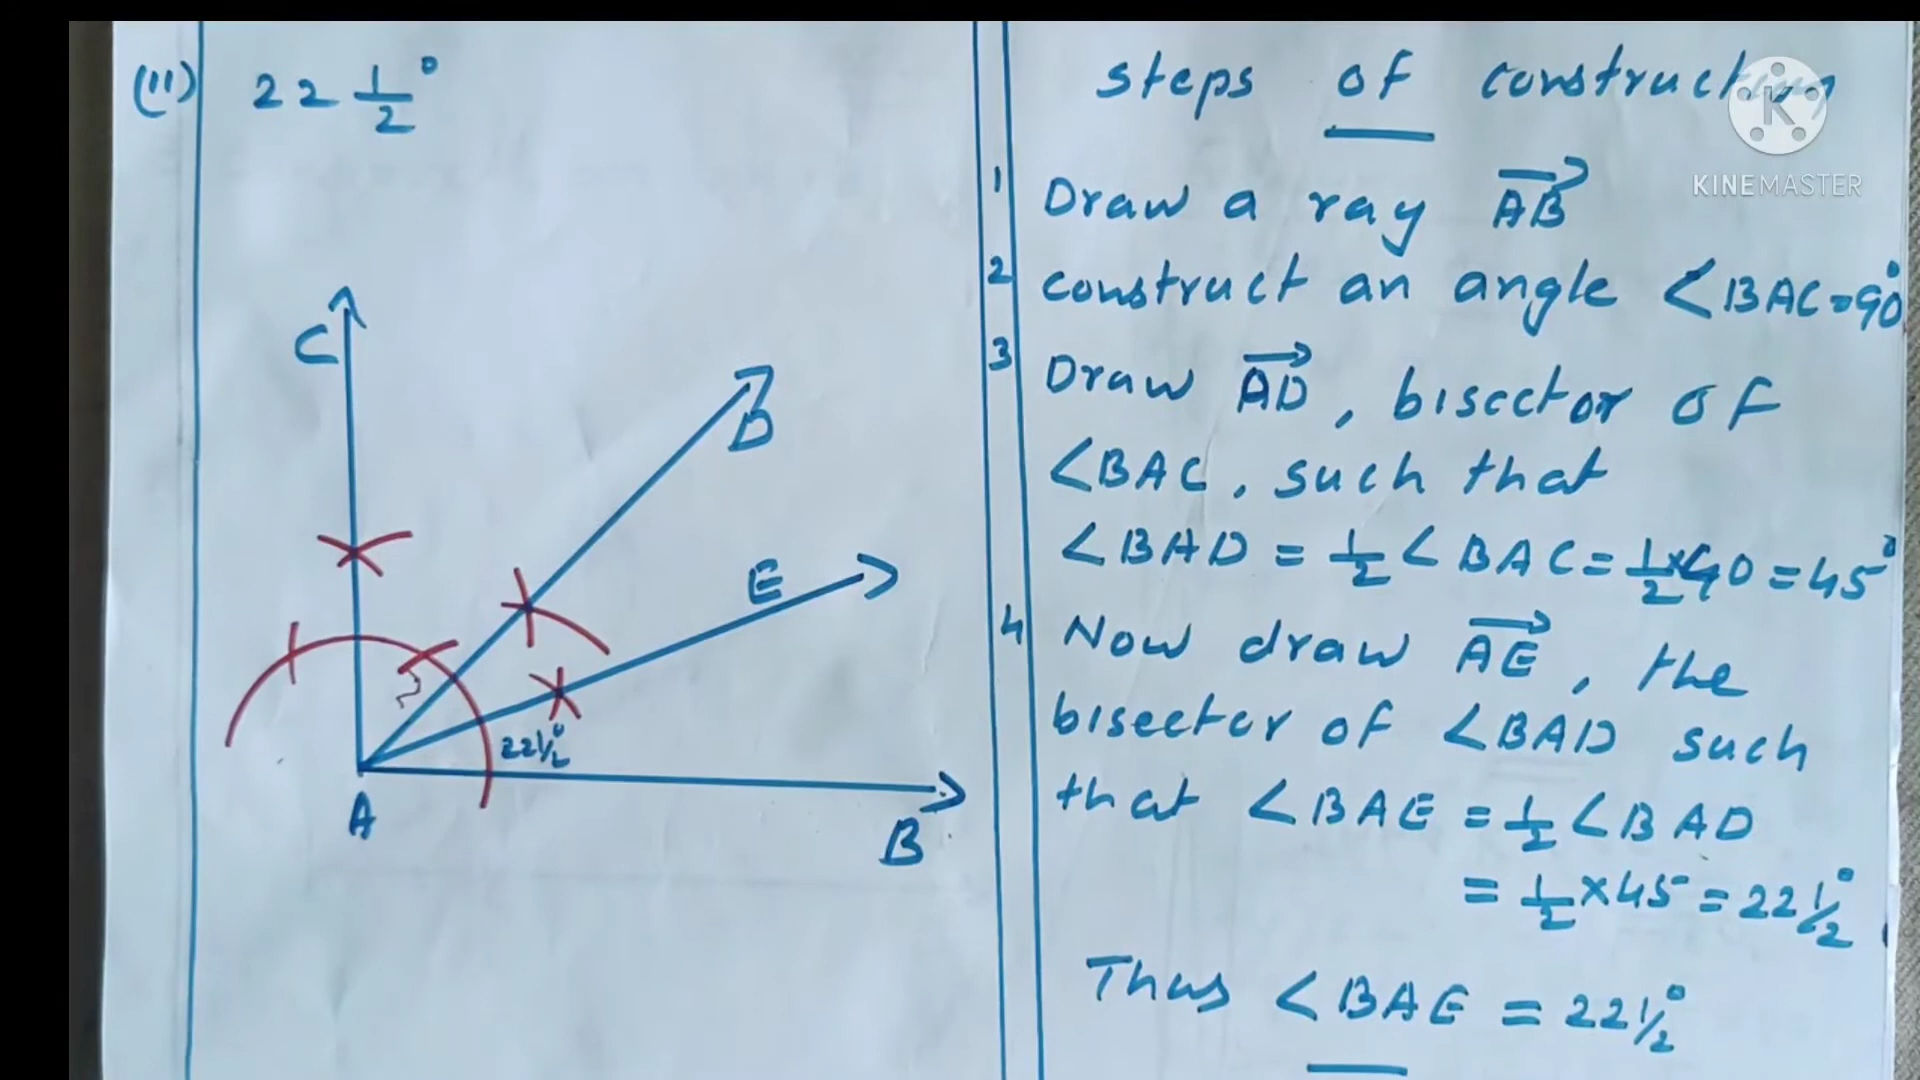 (11) 22 1/2°
C
D
E
22 1/2°
A
B
steps of construction
KINEMASTER
1 Draw a ray AB
2 construct an angle ∠BAC=90°
3 Draw AD, bisector of
∠BAC, such that
∠BAD = 1/2 ∠BAC = 1/2 × 90 = 45°
4 Now draw AE, the
bisector of ∠BAD such
that ∠BAE = 1/2 ∠BAD
= 1/2 × 45 = 22 1/2°
Thus ∠BAE = 22 1/2°